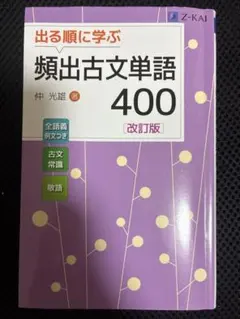 Z-KAI
出る順に学ぶ
頻出古文単語
400
仲 光雄 著
改訂版
全語義
例文つき
古文
常識
敬語